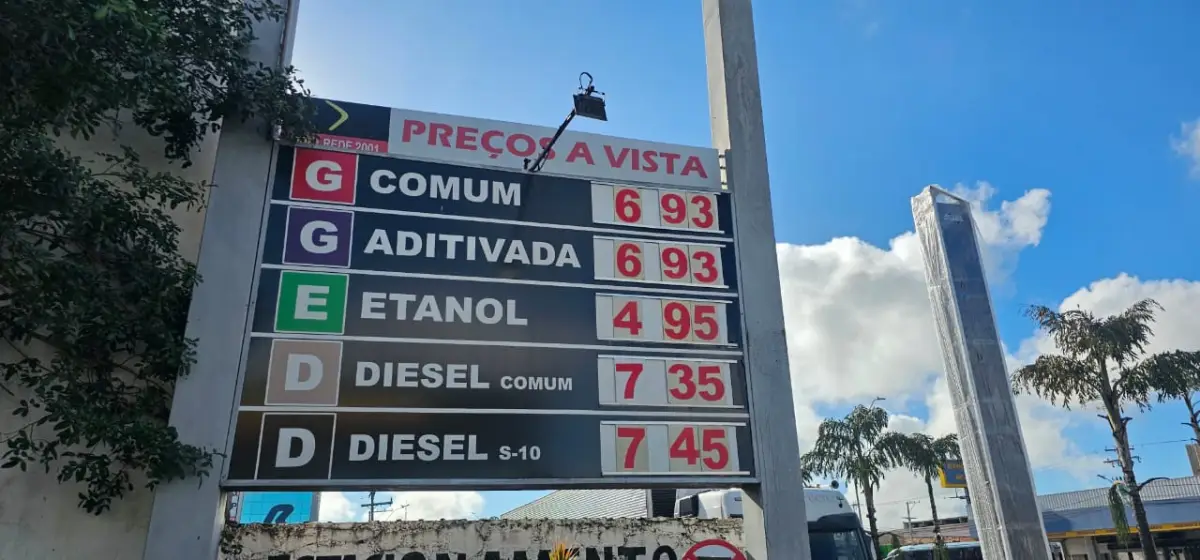 REDE 2001
PREÇOS A VISTA
G COMUM 6 93
G ADITIVADA 6 93
E ETANOL 4 95
D DIESEL COMUM 7 35
D DIESEL S-10 7 45
ESTACIONAMENTO